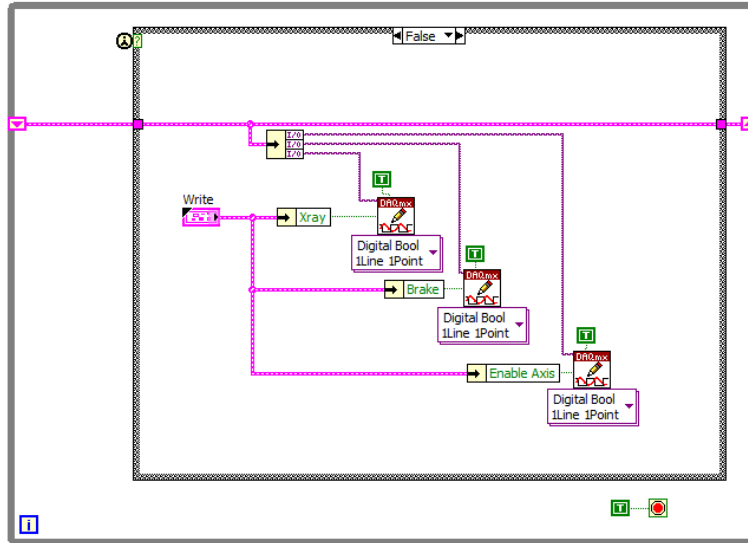 ?
False
I/O
I/O
I/O
T
Write
Xray
DAQmx
Digital Bool
1Line 1Point
T
Brake
DAQmx
Digital Bool
1Line 1Point
T
Enable Axis
DAQmx
Digital Bool
1Line 1Point
T
i